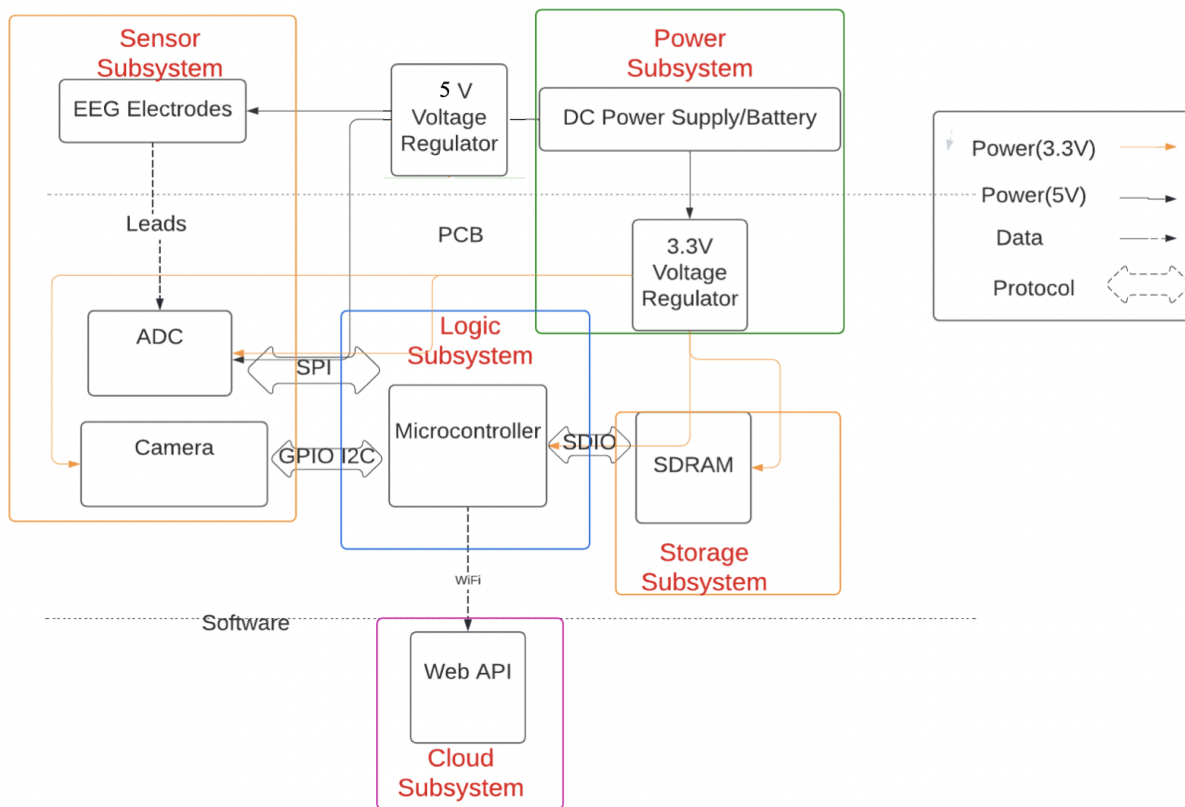 Sensor
Subsystem
EEG Electrodes
5 V
Voltage
Regulator
Power
Subsystem
DC Power Supply/Battery
Power(3.3V)
Power(5V)
Data
Protocol
Leads
PCB
3.3V
Voltage
Regulator
ADC
SPI
Logic
Subsystem
Camera
GPIO I2C
Microcontroller
SDIO
SDRAM
Storage
Subsystem
WiFi
Software
Web API
Cloud
Subsystem